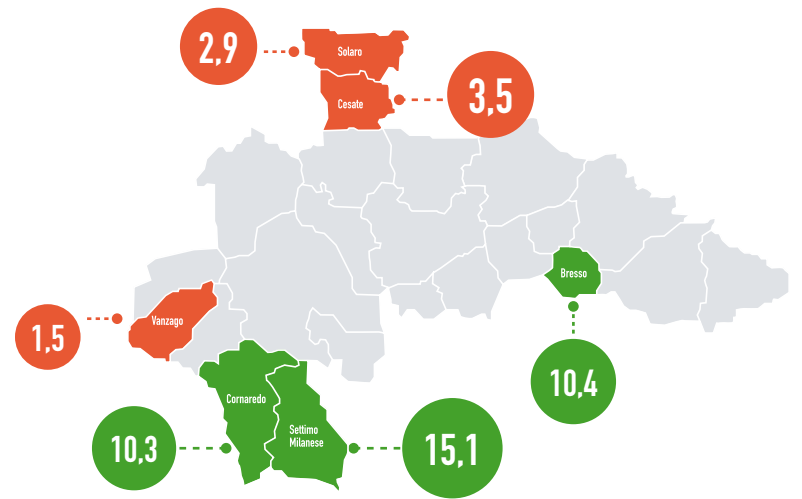 2,9
Solaro
Cesate
3,5
Bresso
Vanzago
1,5
10,4
Cornaredo
Settimo
Milanese
10,3
15,1